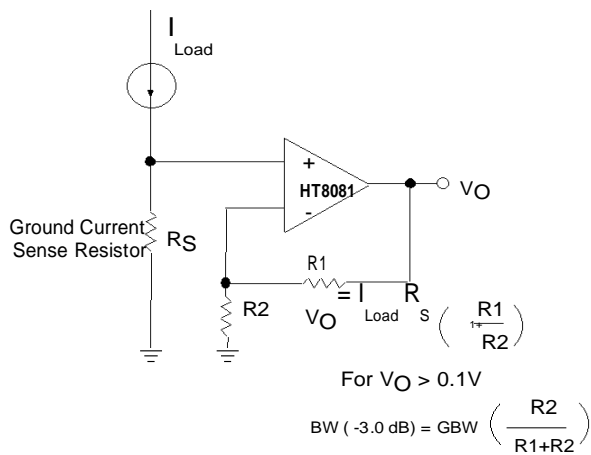 I Load
+
HT8081
-
VO
Ground Current
Sense Resistor
RS
R1
R2
VO = I Load RS ( 1+ R1 / R2 )
For VO > 0.1V
BW ( -3.0 dB) = GBW ( R2 / R1+R2 )